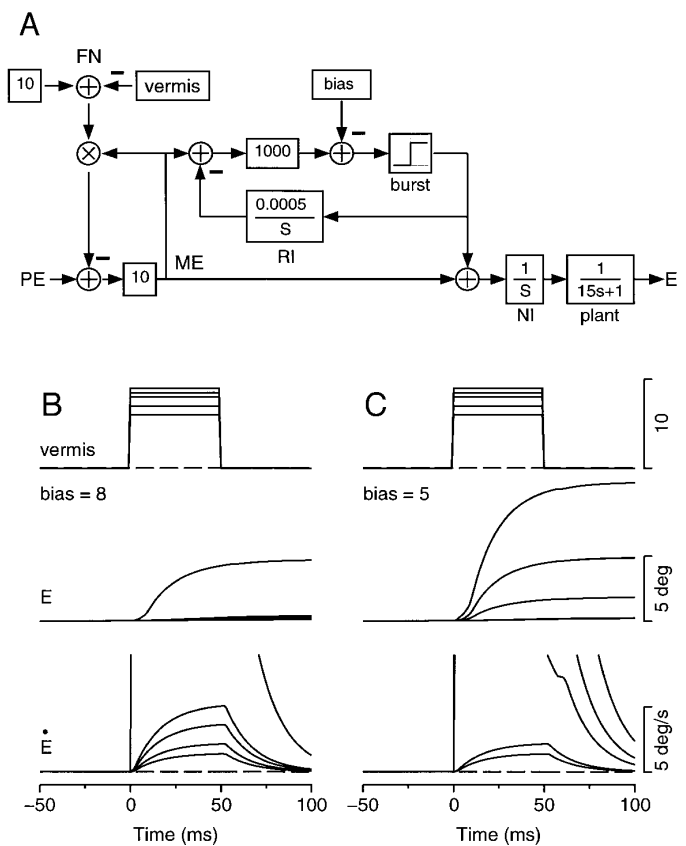 A
FN
10
vermis
bias
1000
burst
0.0005
S
RI
PE
10
ME
1
S
NI
1
15s+1
plant
E
B
C
vermis
10
bias = 8
bias = 5
E
5 deg
Ė
5 deg/s
−50 0 50 100
−50 0 50 100
Time (ms)
Time (ms)